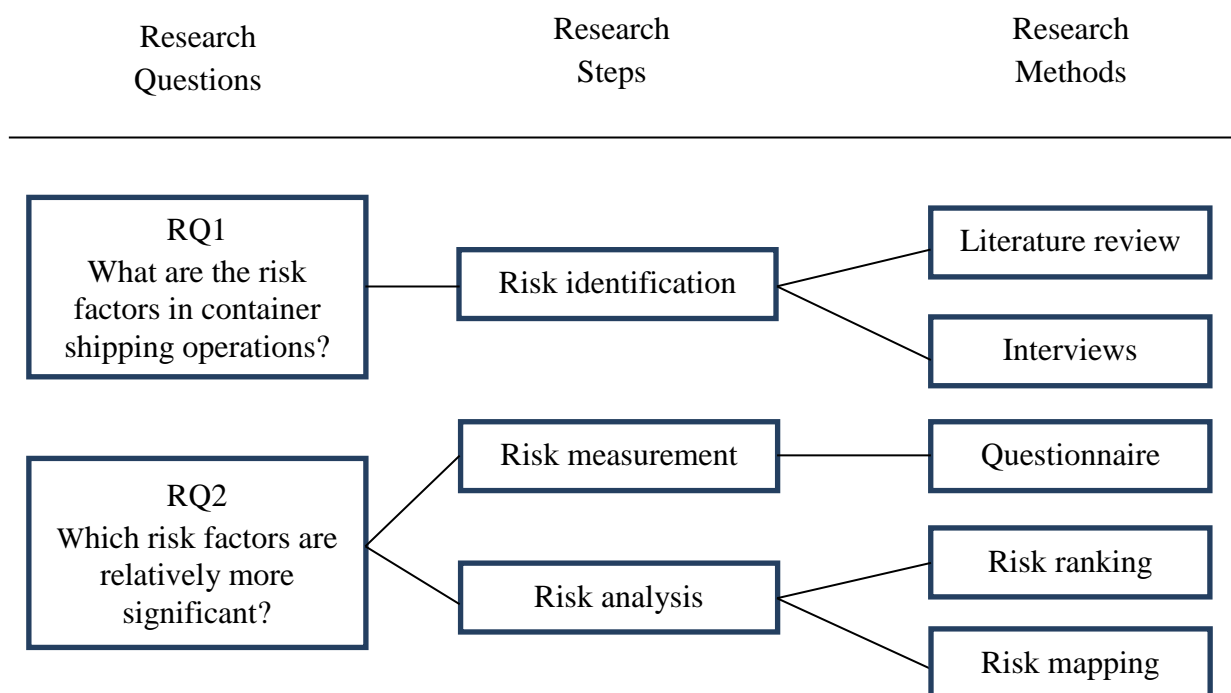 Research
Questions
Research
Steps
Research
Methods
RQ1
What are the risk
factors in container
shipping operations?
Risk identification
Literature review
Interviews
RQ2
Which risk factors are
relatively more
significant?
Risk measurement
Questionnaire
Risk analysis
Risk ranking
Risk mapping